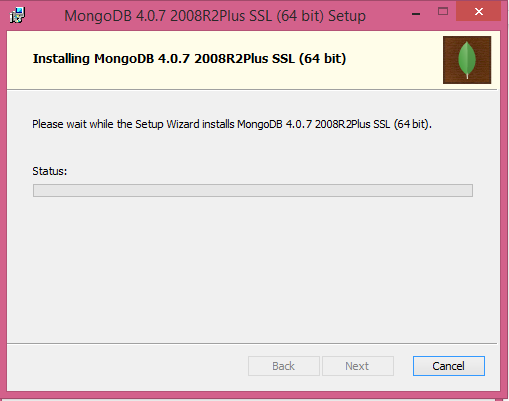 MongoDB 4.0.7 2008R2Plus SSL (64 bit) Setup
Installing MongoDB 4.0.7 2008R2Plus SSL (64 bit)
Please wait while the Setup Wizard installs MongoDB 4.0.7 2008R2Plus SSL (64 bit).
Status:
Back Next Cancel